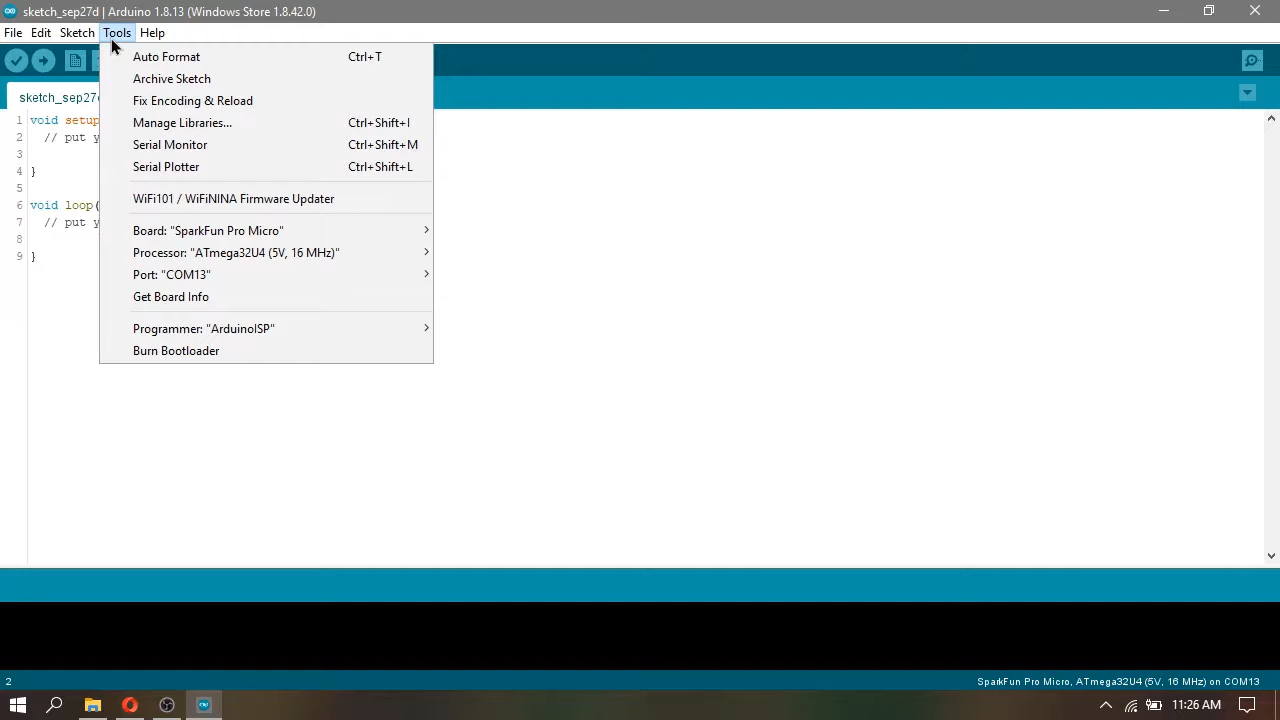 sketch_sep27d | Arduino 1.8.13 (Windows Store 1.8.42.0)
File Edit Sketch Tools Help
Auto Format Ctrl+T
Archive Sketch
Fix Encoding & Reload
Manage Libraries... Ctrl+Shift+I
Serial Monitor Ctrl+Shift+M
Serial Plotter Ctrl+Shift+L
WiFi101 / WiFiNINA Firmware Updater
Board: "SparkFun Pro Micro"
Processor: "ATmega32U4 (5V, 16 MHz)"
Port: "COM13"
Get Board Info
Programmer: "ArduinoISP"
Burn Bootloader
sketch_sep27d
1 void setup
2 // put y
3
4 }
5
6 void loop(
7 // put y
8
9 }
2 SparkFun Pro Micro, ATmega32U4 (5V, 16 MHz) on COM13
11:26 AM